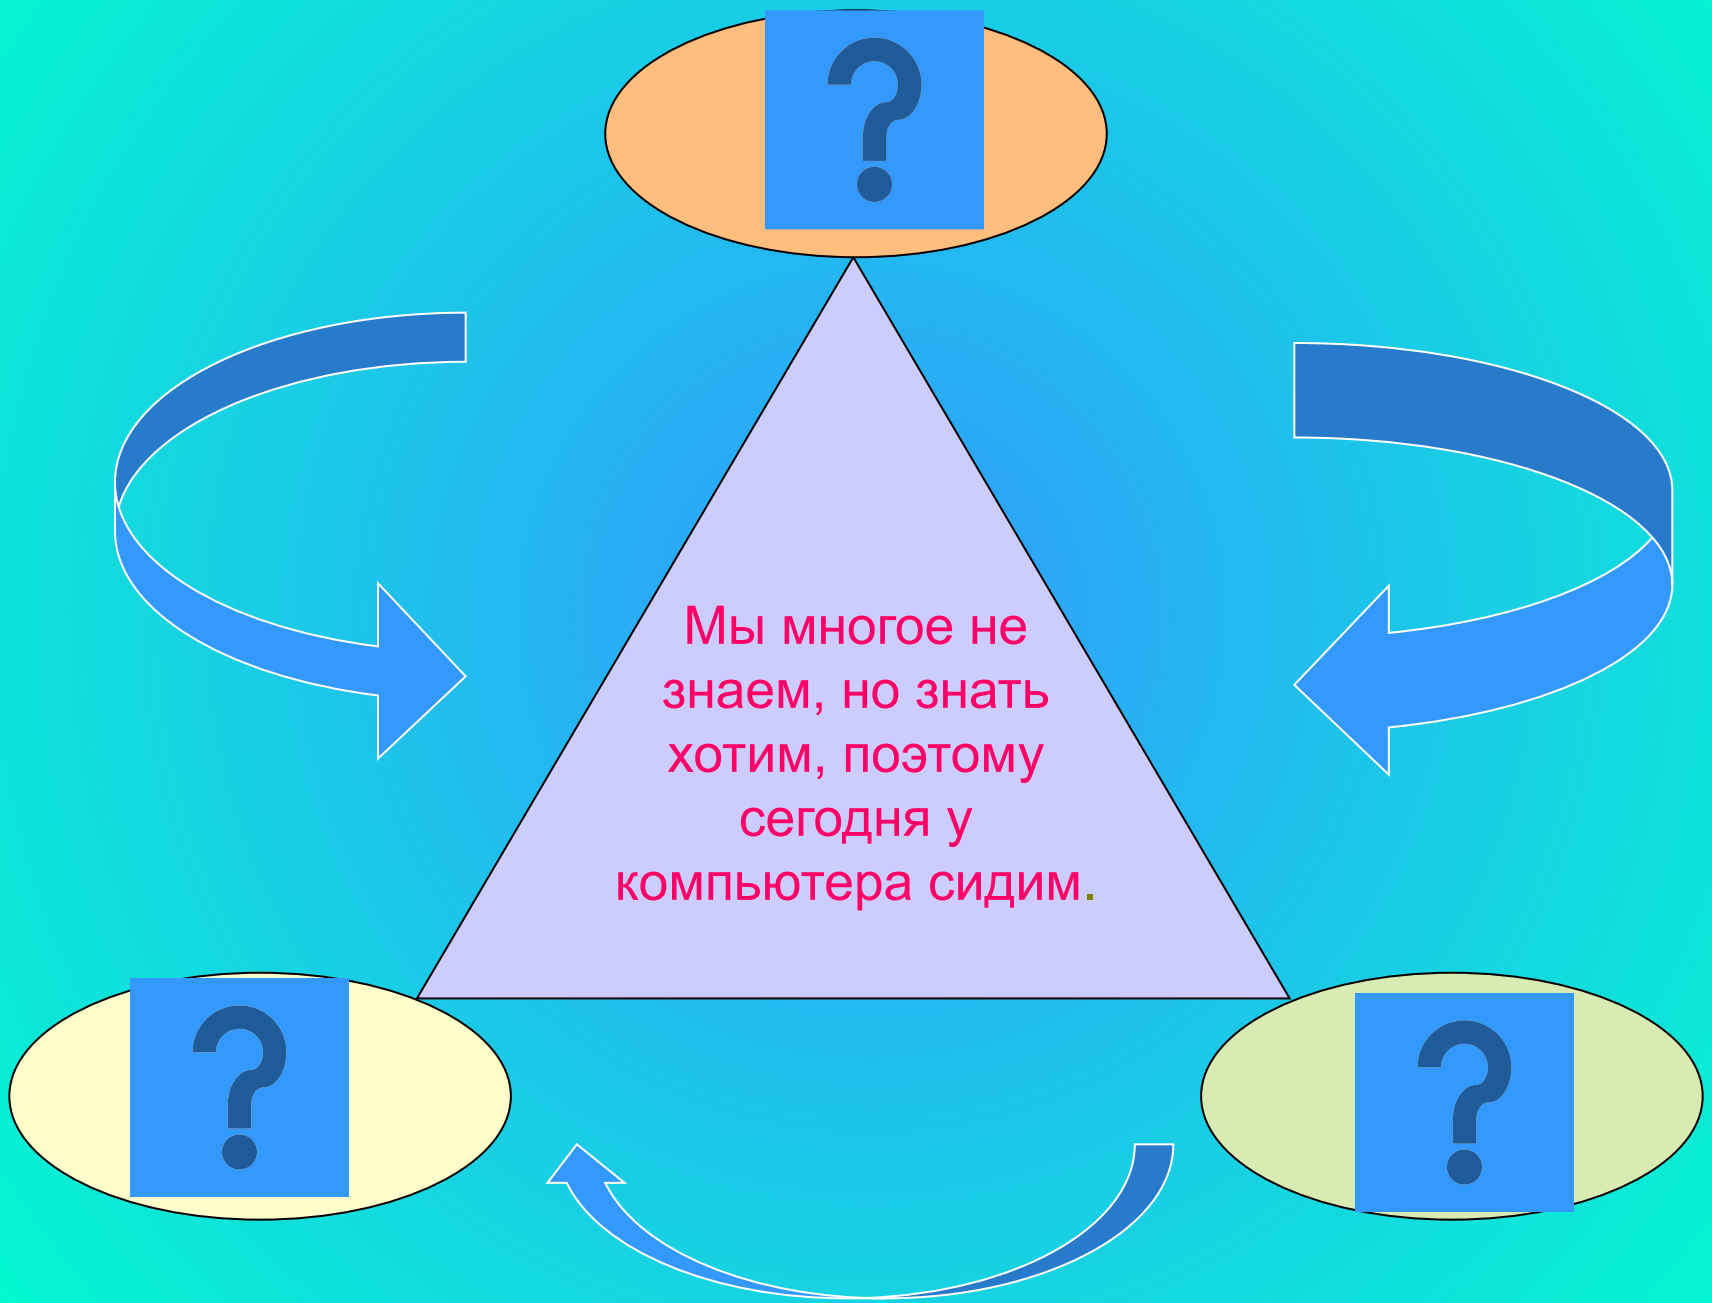 ?
Мы многое не
знаем, но знать
хотим, поэтому
сегодня у
компьютера сидим.
?
?